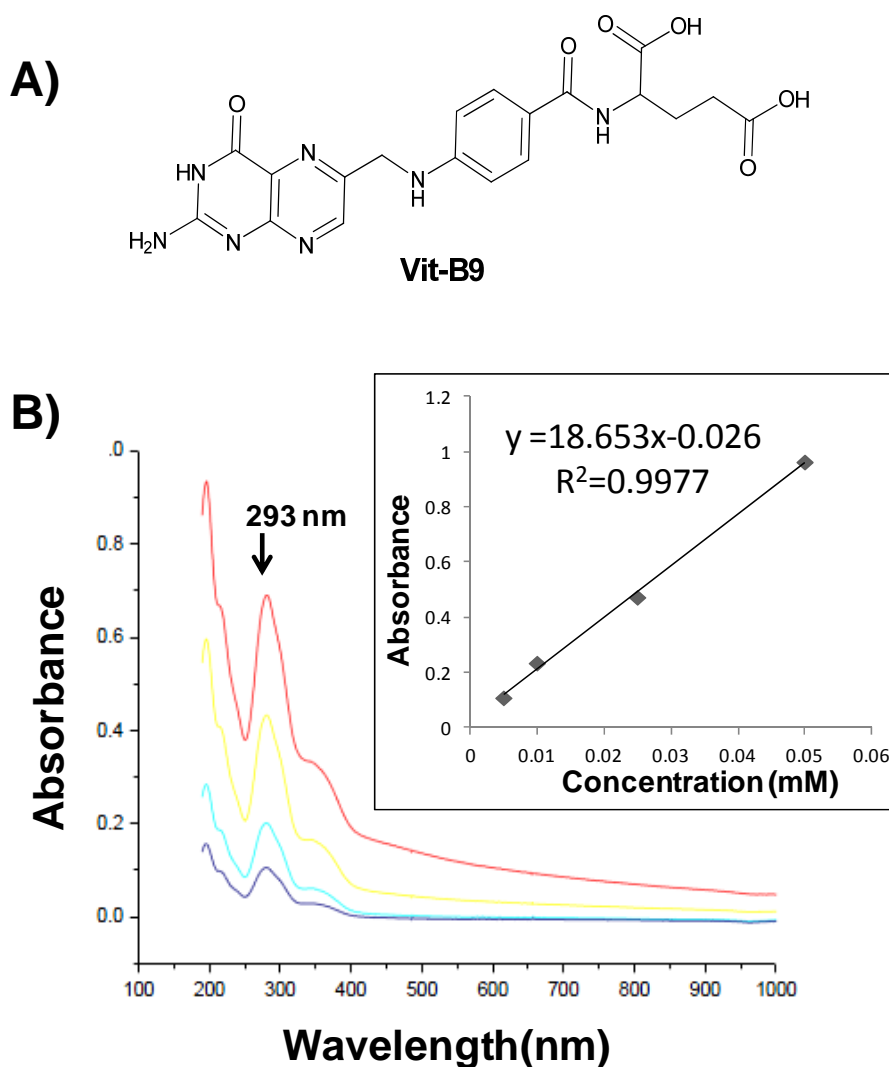 A)
O
OH
O
O
OH
O
N
H
HN
N
N
H
H2N
N
N
Vit-B9
B)
1.2
1
0.8
0.6
0.4
0.2
0
y =18.653x-0.026
R²=0.9977
Absorbance
0
0.01
0.02
0.03
0.04
0.05
0.06
Concentration (mM)
.0
0.8
0.6
0.4
0.2
0.0
293 nm
Absorbance
100 200 300 400 500 600 700 800 900 1000
Wavelength(nm)